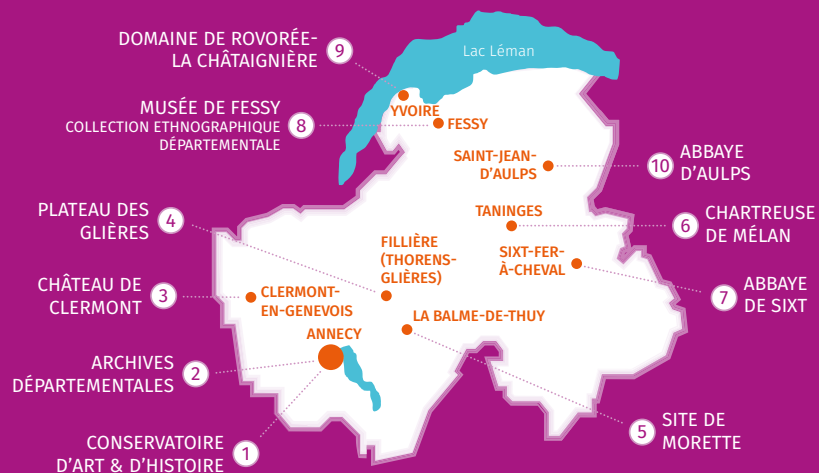 DOMAINE DE ROVORÉE-
LA CHÂTAIGNIÈRE
9
Lac Léman
MUSÉE DE FESSY
COLLECTION ETHNOGRAPHIQUE
DÉPARTEMENTALE
8
YVOIRE
FESSY
SAINT-JEAN-
D'AULPS
10
ABBAYE
D'AULPS
PLATEAU DES
GLIÈRES
4
TANINGES
6
CHARTREUSE
DE MÉLAN
FILLIÈRE
(THORENS-
GLIÈRES)
SIXT-FER-
À-CHEVAL
7
ABBAYE
DE SIXT
CHÂTEAU DE
CLERMONT
3
CLERMONT-
EN-GENEVOIS
LA BALME-DE-THUY
ANNECY
ARCHIVES
DÉPARTEMENTALES
2
5
SITE DE
MORETTE
CONSERVATOIRE
D'ART & D'HISTOIRE
1